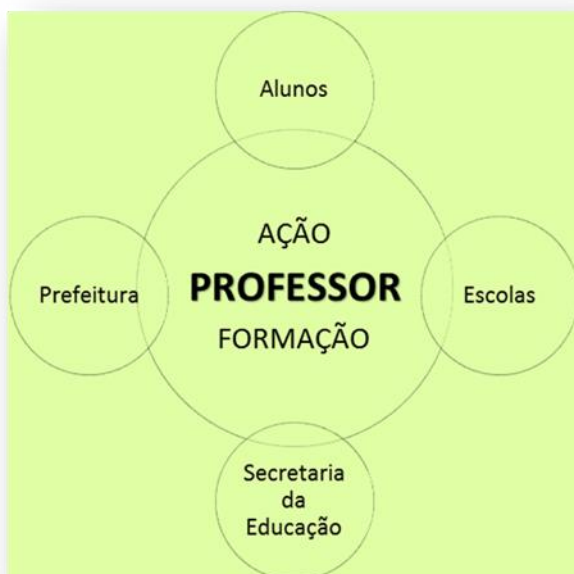 Alunos
AÇÃO
Prefeitura
PROFESSOR
Escolas
FORMAÇÃO
Secretaria
da
Educação